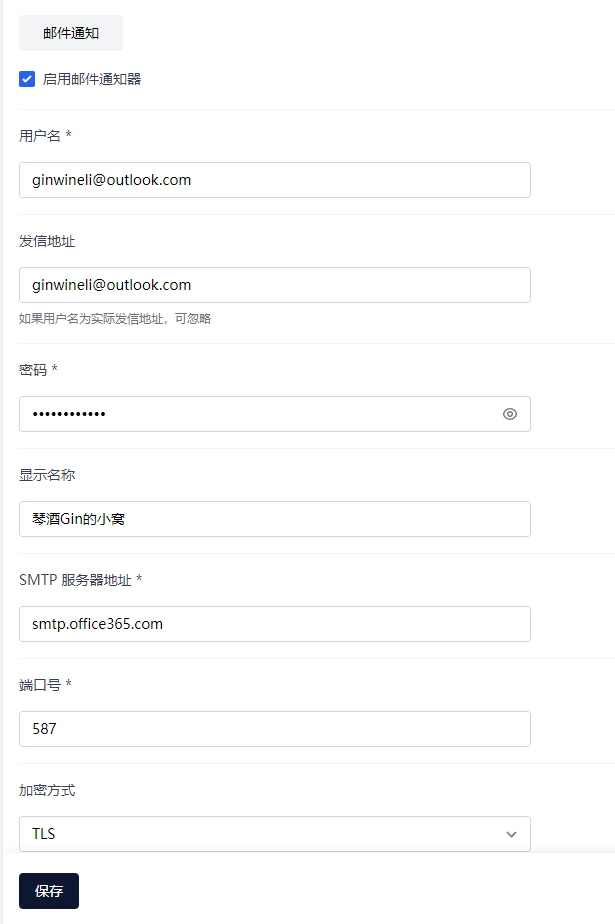 邮件通知
启用邮件通知器
用户名 *
ginwineli@outlook.com
发信地址
ginwineli@outlook.com
如果用户名为实际发信地址，可忽略
密码 *
••••••••••••
显示名称
琴酒Gin的小窝
SMTP 服务器地址 *
smtp.office365.com
端口号 *
587
加密方式
TLS
保存